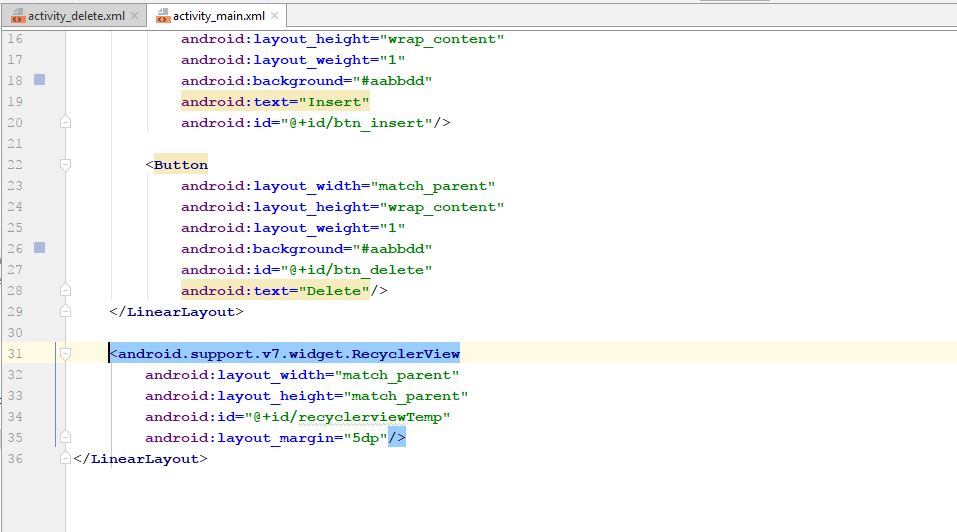 activity_delete.xml activity_main.xml
16 android:layout_height="wrap_content"
17 android:layout_weight="1"
18 android:background="#aabbdd"
19 android:text="Insert"
20 android:id="@+id/btn_insert"/>
21
22 <Button
23 android:layout_width="match_parent"
24 android:layout_height="wrap_content"
25 android:layout_weight="1"
26 android:background="#aabbdd"
27 android:id="@+id/btn_delete"
28 android:text="Delete"/>
29 </LinearLayout>
30
31 <android.support.v7.widget.RecyclerView
32 android:layout_width="match_parent"
33 android:layout_height="match_parent"
34 android:id="@+id/recyclerviewTemp"
35 android:layout_margin="5dp"/>
36 </LinearLayout>